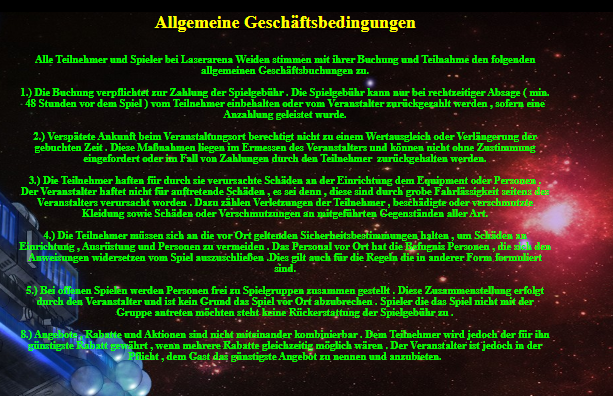 Allgemeine Geschäftsbedingungen
Alle Teilnehmer und Spieler bei Laserarena Weiden stimmen mit ihrer Buchung und Teilnahme den folgenden
allgemeinen Geschäftsbuchungen zu.
1.) Die Buchung verpflichtet zur Zahlung der Spielgebühr . Die Spielgebühr kann nur bei rechtzeitiger Absage ( min.
48 Stunden vor dem Spiel ) vom Teilnehmer einbehalten oder vom Veranstalter zurückgezahlt werden , sofern eine
Anzahlung geleistet wurde.
2.) Verspätete Ankunft beim Veranstaltungsort berechtigt nicht zu einem Wertausgleich oder Verlängerung der
gebuchten Zeit . Diese Maßnahmen liegen im Ermessen des Veranstalters und können nicht ohne Zustimmung
eingefordert oder im Fall von Zahlungen durch den Teilnehmer zurückgehalten werden.
3.) Die Teilnehmer haften für durch sie verursachte Schäden an der Einrichtung dem Equipment oder Personen .
Der Veranstalter haftet nicht für auftretende Schäden , es sei denn , diese sind durch grobe Fahrlässigkeit seitens des
Veranstalters verursacht worden . Dazu zählen Verletzungen der Teilnehmer , beschädigte oder verschmutzte
Kleidung sowie Schäden oder Verschmutzungen an mitgeführten Gegenständen aller Art.
4.) Die Teilnehmer müssen sich an die vor Ort geltenden Sicherheitsbestimmungen halten , um Schäden an
Einrichtung , Ausrüstung und Personen zu vermeiden . Das Personal vor Ort hat die Befugnis Personen , die sich den
Anweisungen widersetzen vom Spiel auszuschließen .Dies gilt auch für die Regeln die in anderer Form formuliert
sind.
5.) Bei offenen Spielen werden Personen frei zu Spielgruppen zusammen gestellt . Diese Zusammenstellung erfolgt
durch den Veranstalter und ist kein Grund das Spiel vor Ort abzubrechen . Spieler die das Spiel nicht mit der
Gruppe antreten möchten steht keine Rückerstattung der Spielgebühr zu .
8.) Angebote , Rabatte und Aktionen sind nicht miteinander kombinierbar . Dem Teilnehmer wird jedoch der für ihn
günstigste Rabatt gewährt , wenn mehrere Rabatte gleichzeitig möglich wären . Der Veranstalter ist jedoch in der
Pflicht , dem Gast das günstigste Angebot zu nennen und anzubieten.